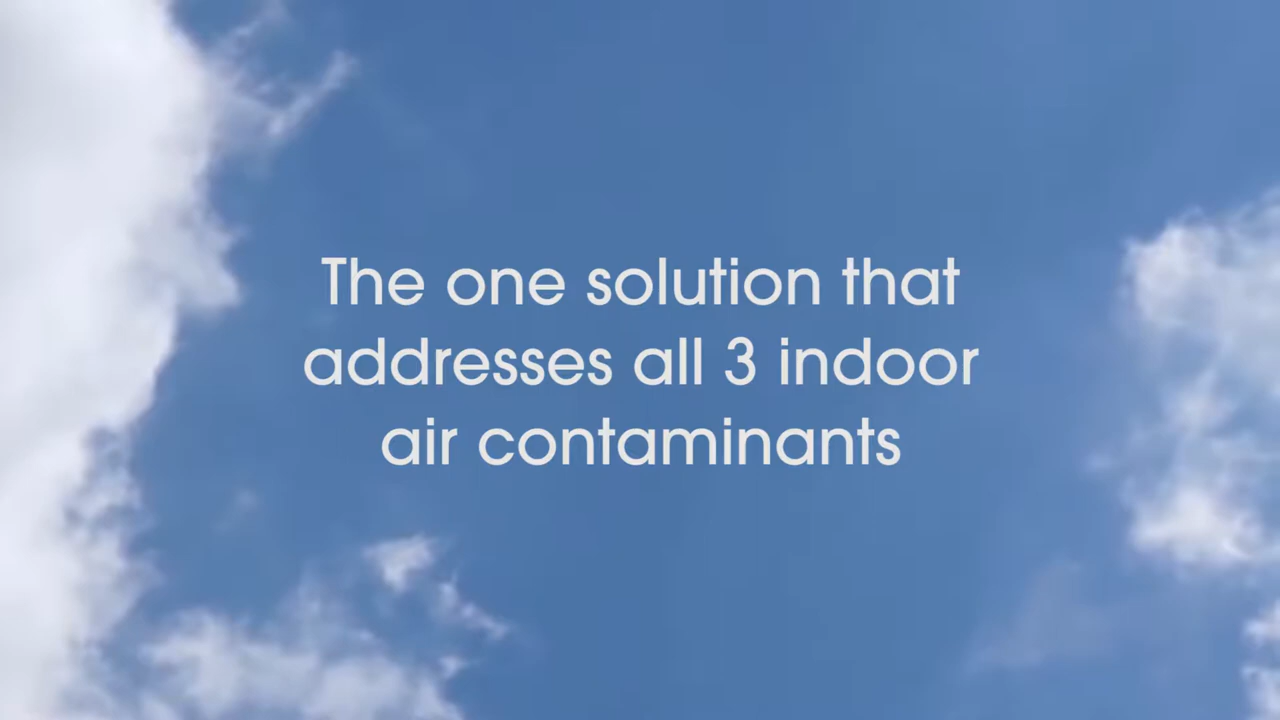 The one solution that
addresses all 3 indoor
air contaminants